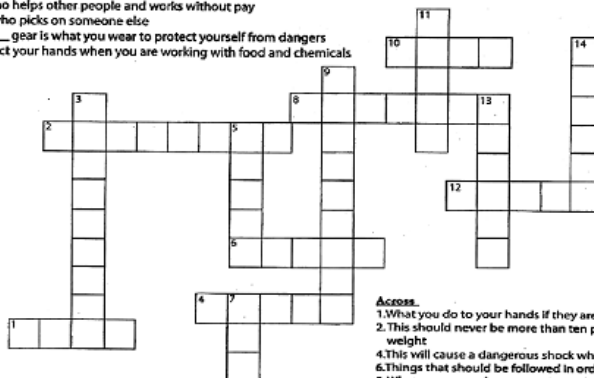 o helps other people and works without pay
ho picks on someone else
_ gear is what you wear to protect yourself from dangers
ct your hands when you are working with food and chemicals
11
10
14
9
3
8
13
2
5
12
6
4
7
1
Across
1.What you do to your hands if they are
2.This should never be more than ten p
weight
4.This will cause a dangerous shock wh
6.Things that should be followed in ord